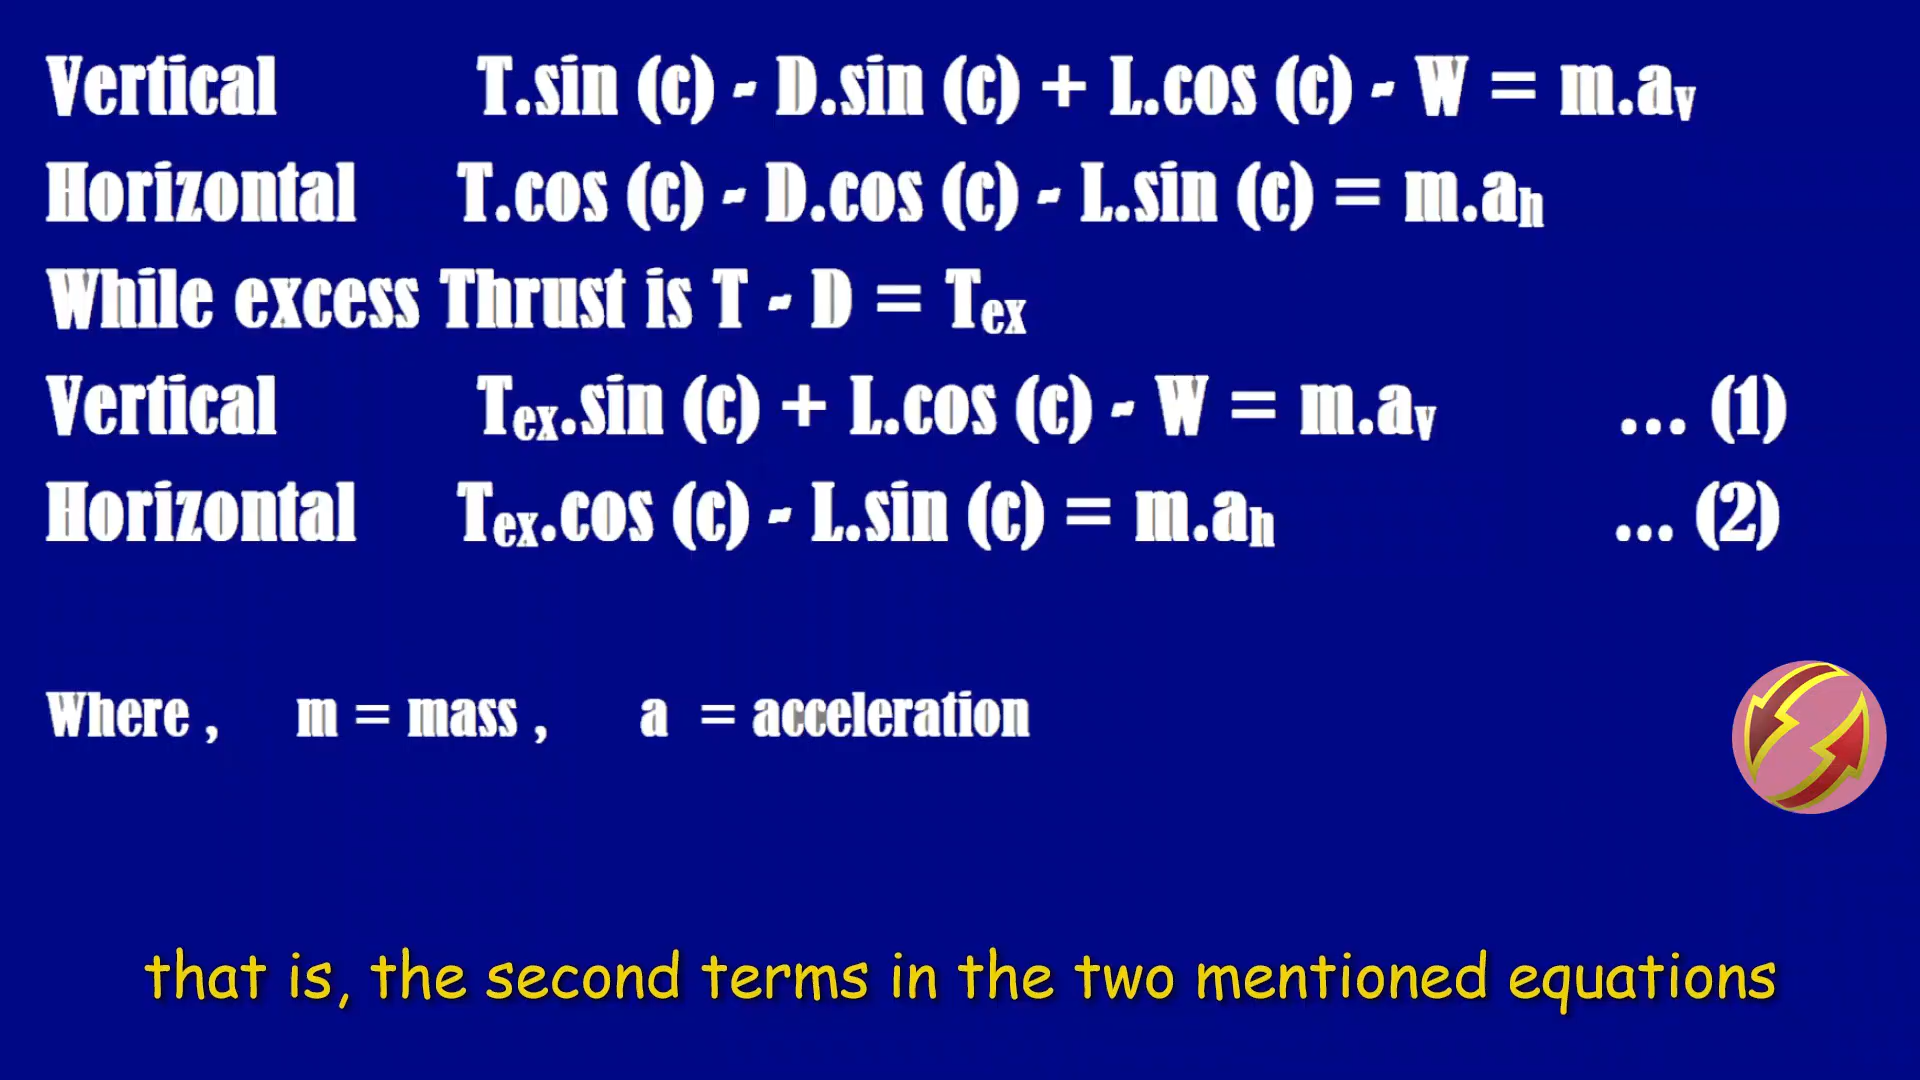 Vertical T.sin (c) - D.sin (c) + L.cos (c) - W = m.aᵥ
Horizontal T.cos (c) - D.cos (c) - L.sin (c) = m.aₕ
While excess Thrust is T - D = Tₑₓ
Vertical Tₑₓ.sin (c) + L.cos (c) - W = m.aᵥ ... (1)
Horizontal Tₑₓ.cos (c) - L.sin (c) = m.aₕ ... (2)
Where , m = mass , a = acceleration
that is, the second terms in the two mentioned equations